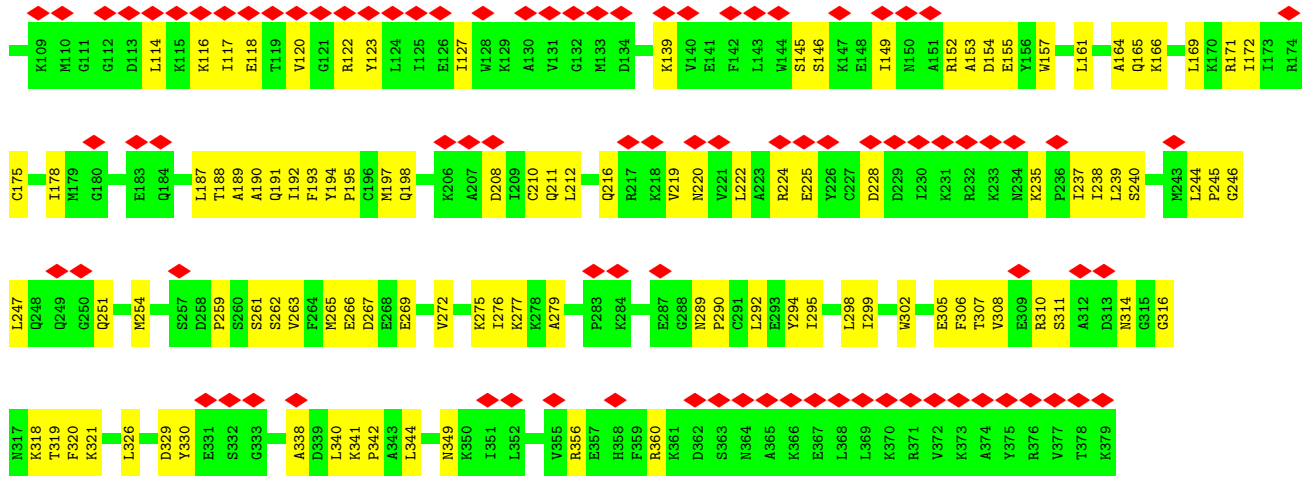 K109 M110 G111 G112 D113 L114 K115 K116 I117 E118 T119 V120 G121 R122 Y123 L124 I125 E126 I127 W128 K129 A130 V131 G132 M133 D134 K139 V140 E141 F142 L143 W144 S145 S146 K147 E148 I149 N150 A151 R152 A153 D154 E155 Y156 W157 L161 A164 Q165 K166 L169 K170 R171 I172 I173 R174
C175 I178 M179 G180 E183 Q184 L187 T188 A189 A190 Q191 I192 F193 Y194 P195 C196 M197 Q198 K206 A207 D208 I209 C210 Q211 L212 Q216 R217 K218 V219 N220 V221 L222 A223 R224 E225 Y226 C227 D228 D229 I230 K231 R232 K233 N234 K235 P236 I237 I238 L239 S240 M243 L244 P245 G246
L247 Q248 Q249 G250 Q251 M254 S257 D258 P259 S260 S261 S262 V263 F264 M265 E266 D267 E268 E269 V272 K275 I276 K277 K278 A279 P283 K284 E287 G288 N289 P290 C291 L292 E293 Y294 I295 L298 I299 W302 E305 F306 T307 V308 E309 R310 S311 A312 D313 N314 G315 G316
N317 K318 T319 F320 K321 L326 D329 Y330 E331 S332 G333 A338 D339 L340 K341 P342 A343 L344 N349 K350 I351 L352 V355 R356 E357 H358 F359 R360 K361 D362 S363 N364 A365 K366 E367 L368 L369 K370 R371 V372 K373 A374 Y375 R376 V377 T378 K379